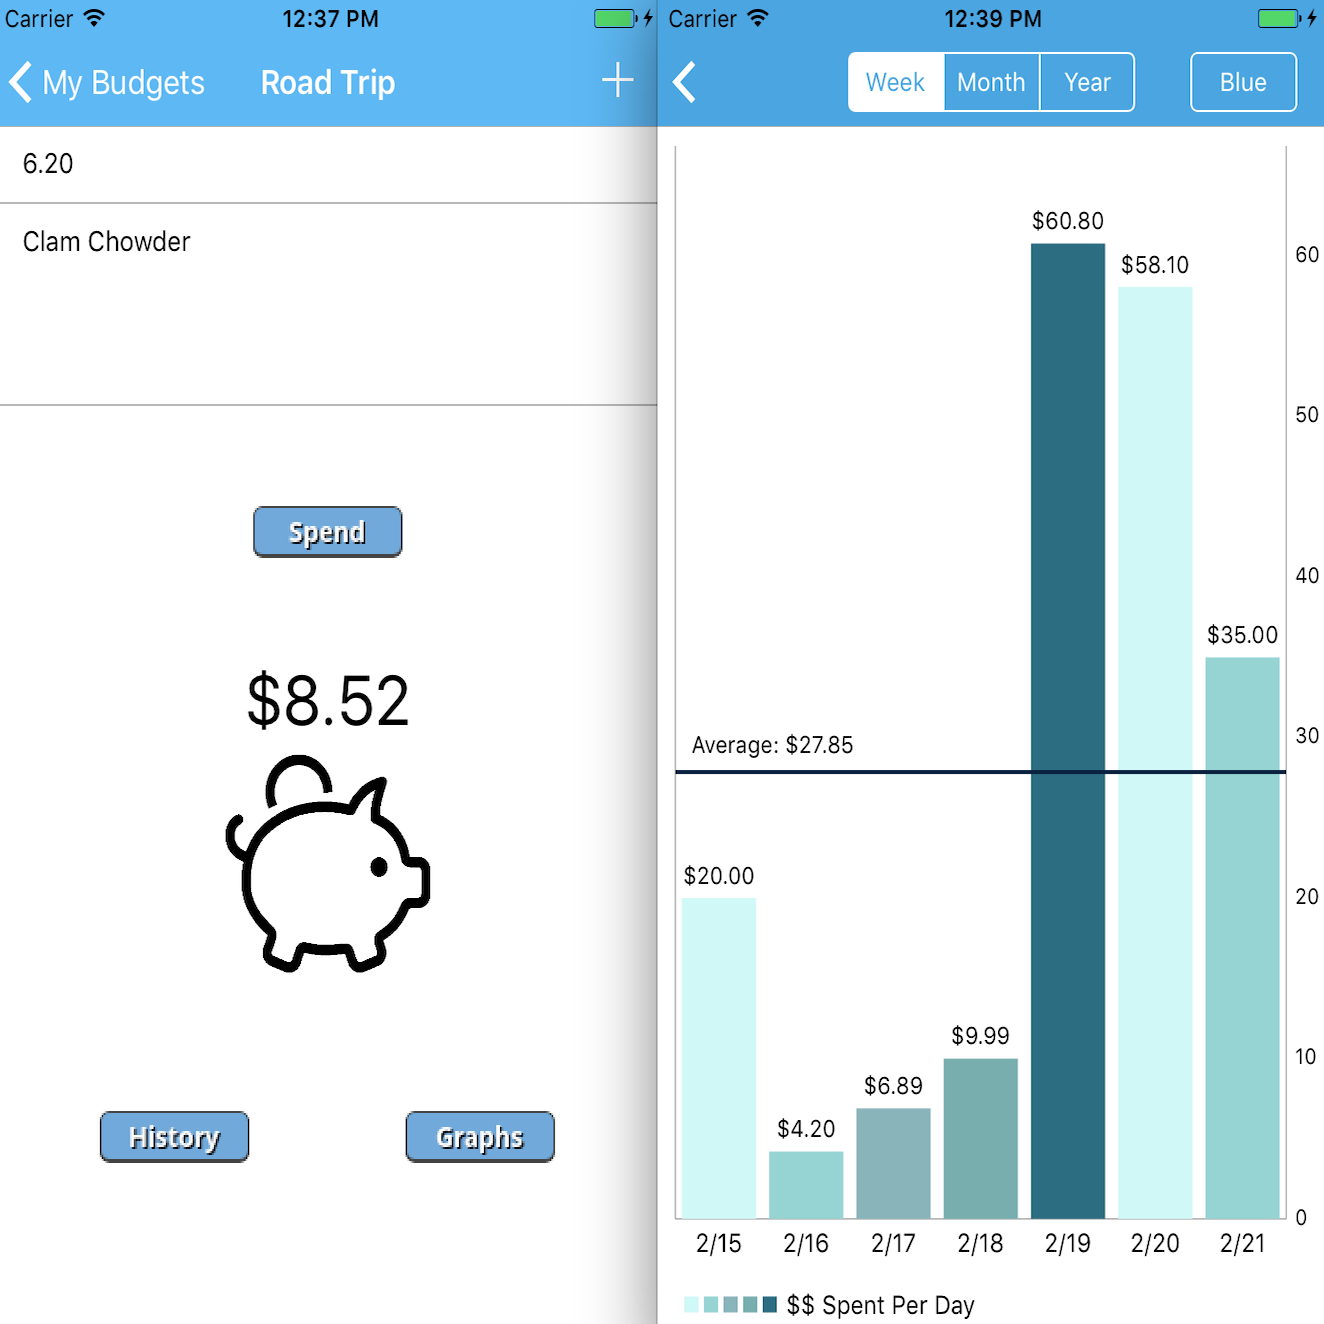 Carrier 12:37 PM
My Budgets Road Trip +
6.20
Clam Chowder
Spend
$8.52
History Graphs
Carrier 12:39 PM
Week Month Year Blue
$60.80
60
$58.10
50
40
$35.00
30
Average: $27.85
$20.00
20
$9.99
10
$6.89
$4.20
0
2/15 2/16 2/17 2/18 2/19 2/20 2/21
$$ Spent Per Day